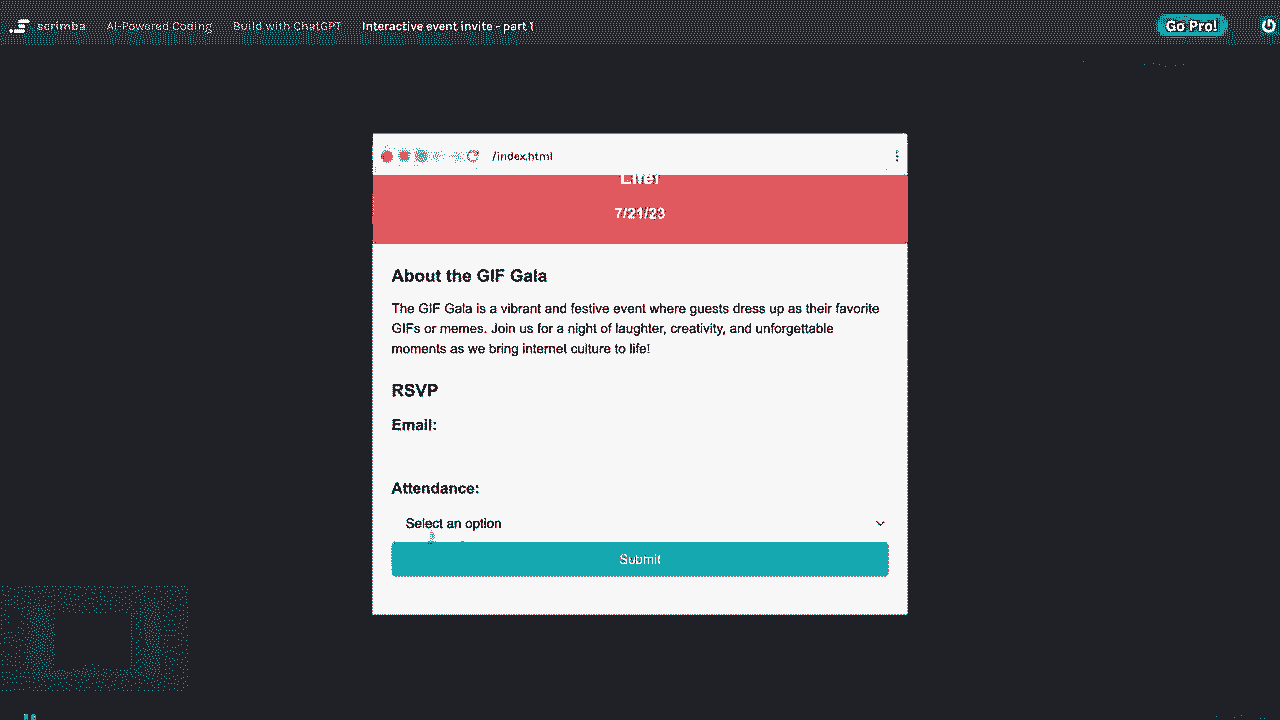 scrimba AI-Powered Coding Build with ChatGPT Interactive event invite - part 1 Go Pro!
/index.html
Life!
7/21/23
About the GIF Gala
The GIF Gala is a vibrant and festive event where guests dress up as their favorite
GIFs or memes. Join us for a night of laughter, creativity, and unforgettable
moments as we bring internet culture to life!
RSVP
Email:
Attendance:
Select an option
Submit